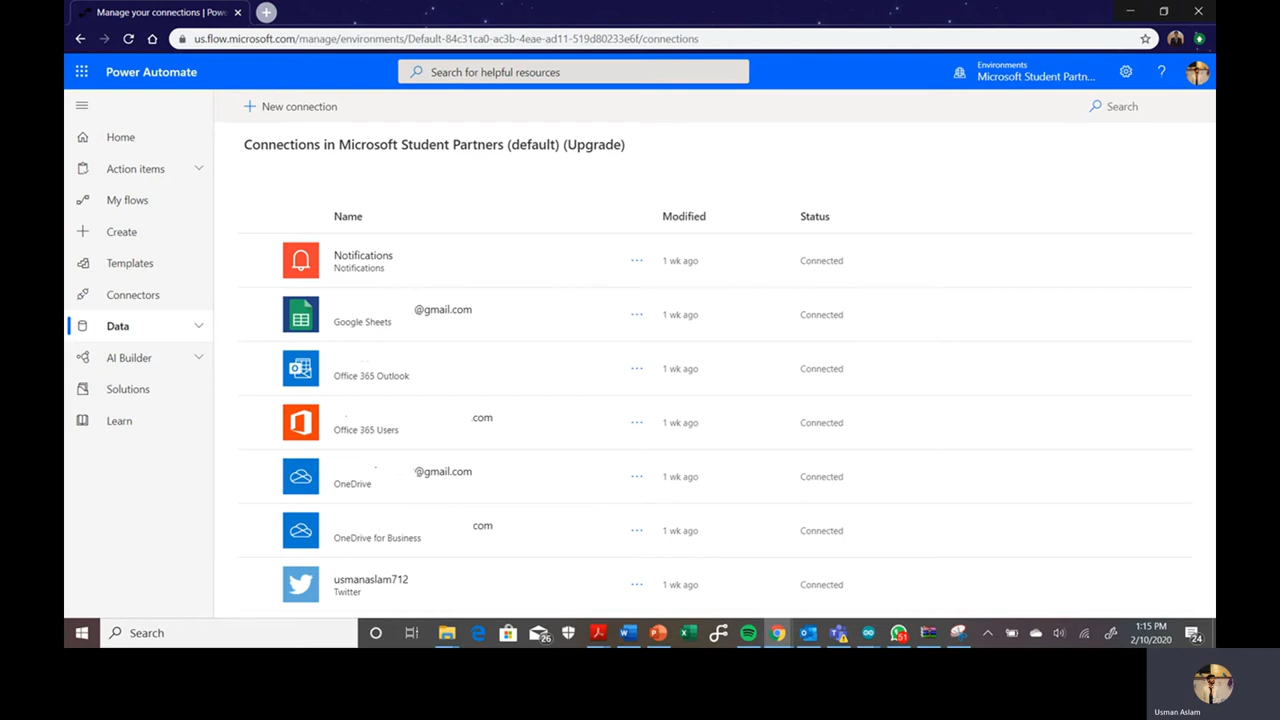 Manage your connections | Pow
us.flow.microsoft.com/manage/environments/Default-84c31ca0-ac3b-4eae-ad11-519d80233e6f/connections
Power Automate
Search for helpful resources
Environments
Microsoft Student Partn...
?
New connection
Search
Home
Action items
My flows
Create
Templates
Connectors
Data
AI Builder
Solutions
Learn
Connections in Microsoft Student Partners (default) (Upgrade)
Name Modified Status
Notifications
Notifications
... 1 wk ago Connected
@gmail.com
Google Sheets
... 1 wk ago Connected
Office 365 Outlook
... 1 wk ago Connected
.com
Office 365 Users
... 1 wk ago Connected
@gmail.com
OneDrive
... 1 wk ago Connected
com
OneDrive for Business
... 1 wk ago Connected
usmanaslam712
Twitter
... 1 wk ago Connected
Search
26
51
1:15 PM
2/10/2020
24
Usman Aslam